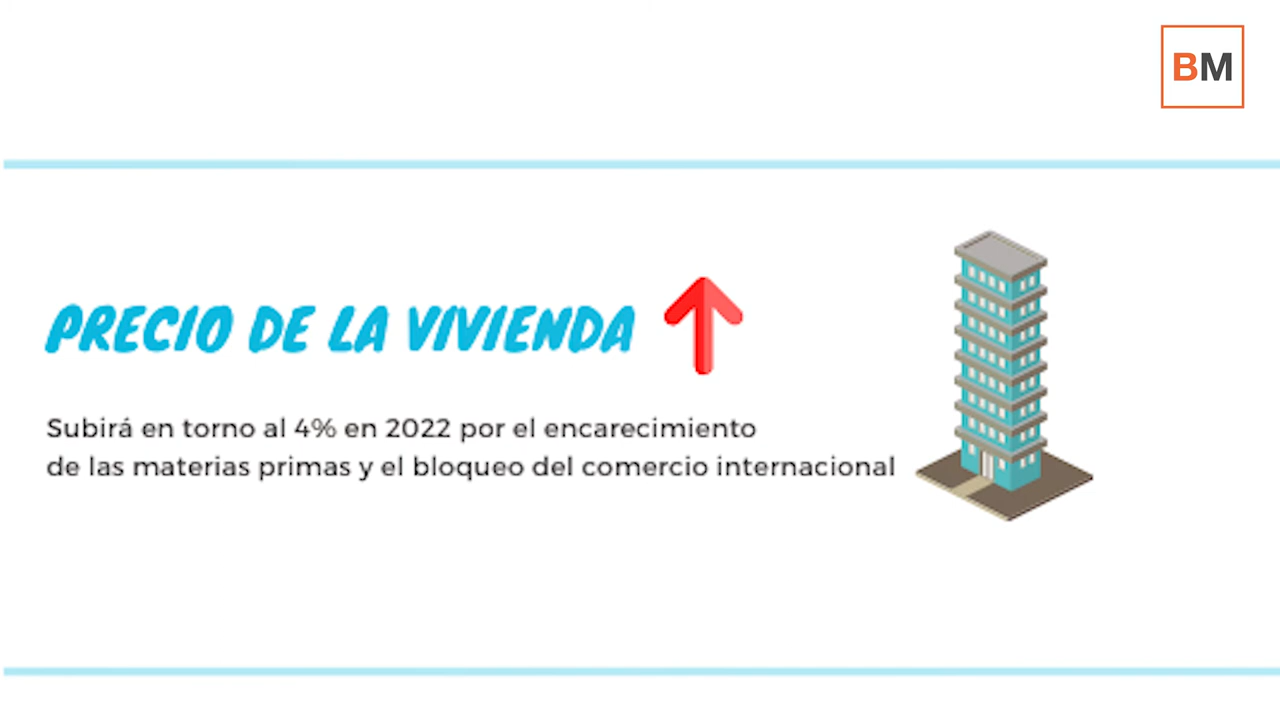 BM
PRECIO DE LA VIVIENDA
Subirá en torno al 4% en 2022 por el encarecimiento
de las materias primas y el bloqueo del comercio internacional